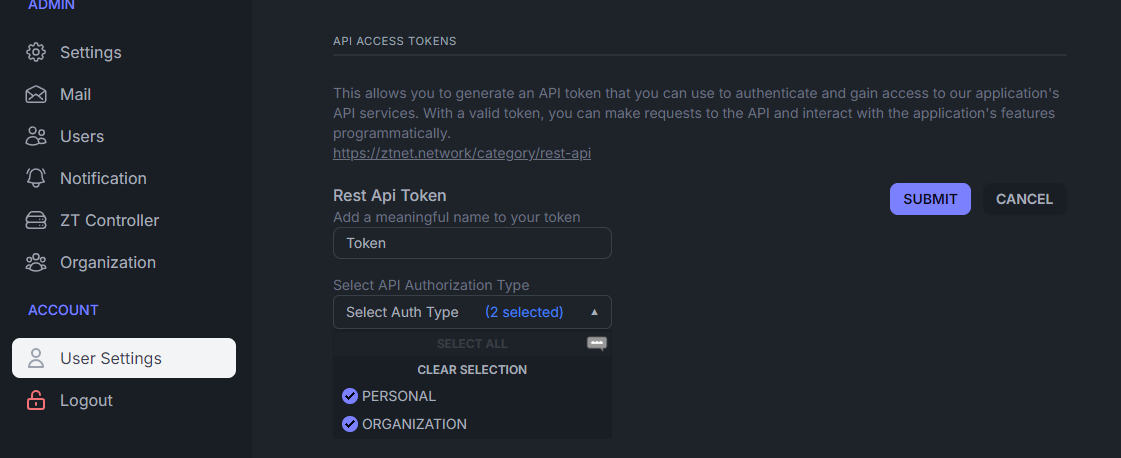 ADMIN
Settings
Mail
Users
Notification
ZT Controller
Organization
ACCOUNT
User Settings
Logout
API ACCESS TOKENS
This allows you to generate an API token that you can use to authenticate and gain access to our application's
API services. With a valid token, you can make requests to the API and interact with the application's features
programmatically.
https://ztnet.network/category/rest-api
Rest Api Token
Add a meaningful name to your token
Token
SUBMIT
CANCEL
Select API Authorization Type
Select Auth Type (2 selected)
SELECT ALL
CLEAR SELECTION
PERSONAL
ORGANIZATION